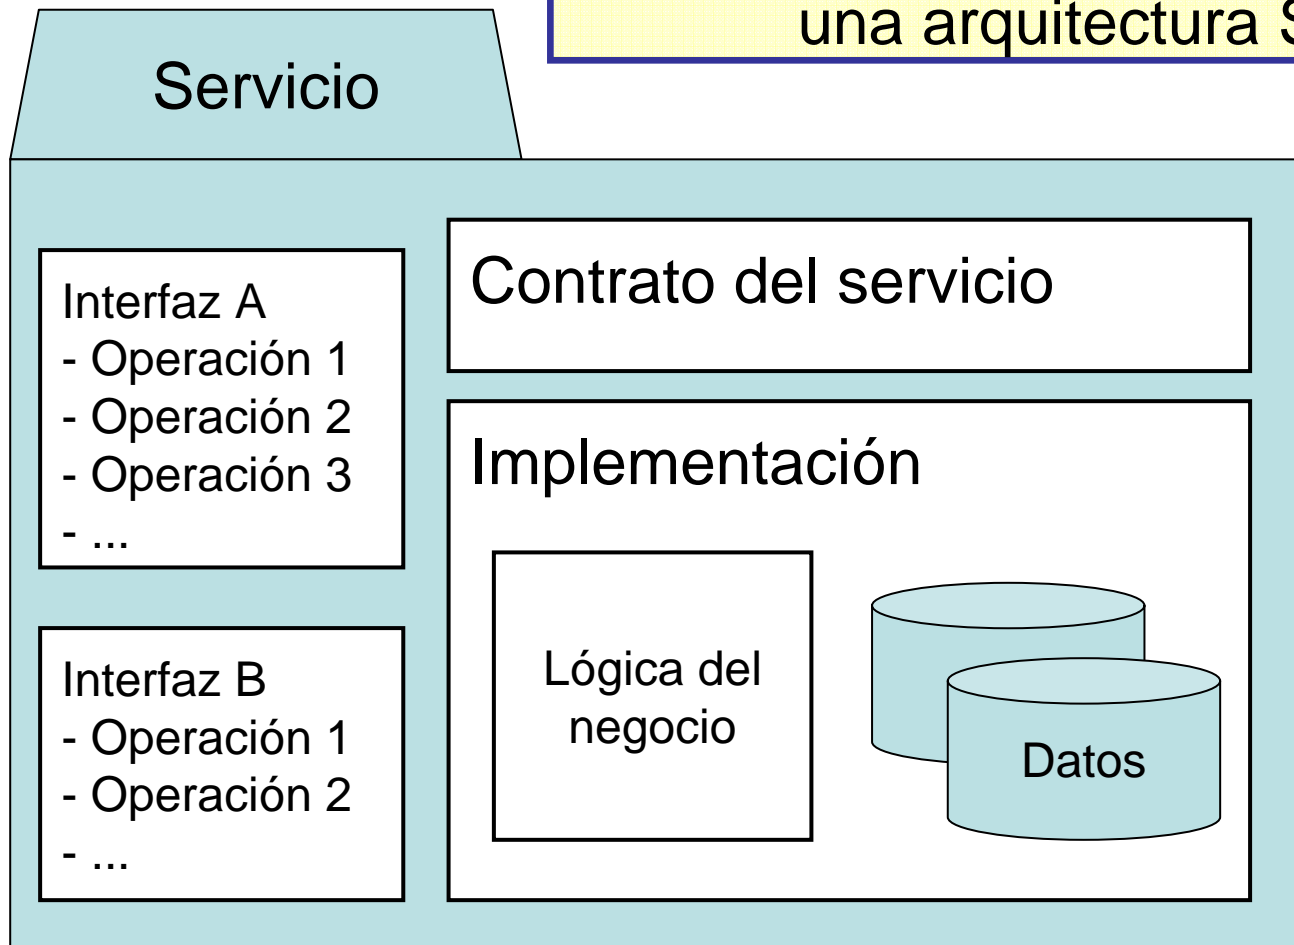 una arquitectura S
Servicio
Interfaz A
- Operación 1
- Operación 2
- Operación 3
- ...
Interfaz B
- Operación 1
- Operación 2
- ...
Contrato del servicio
Implementación
Lógica del
negocio
Datos